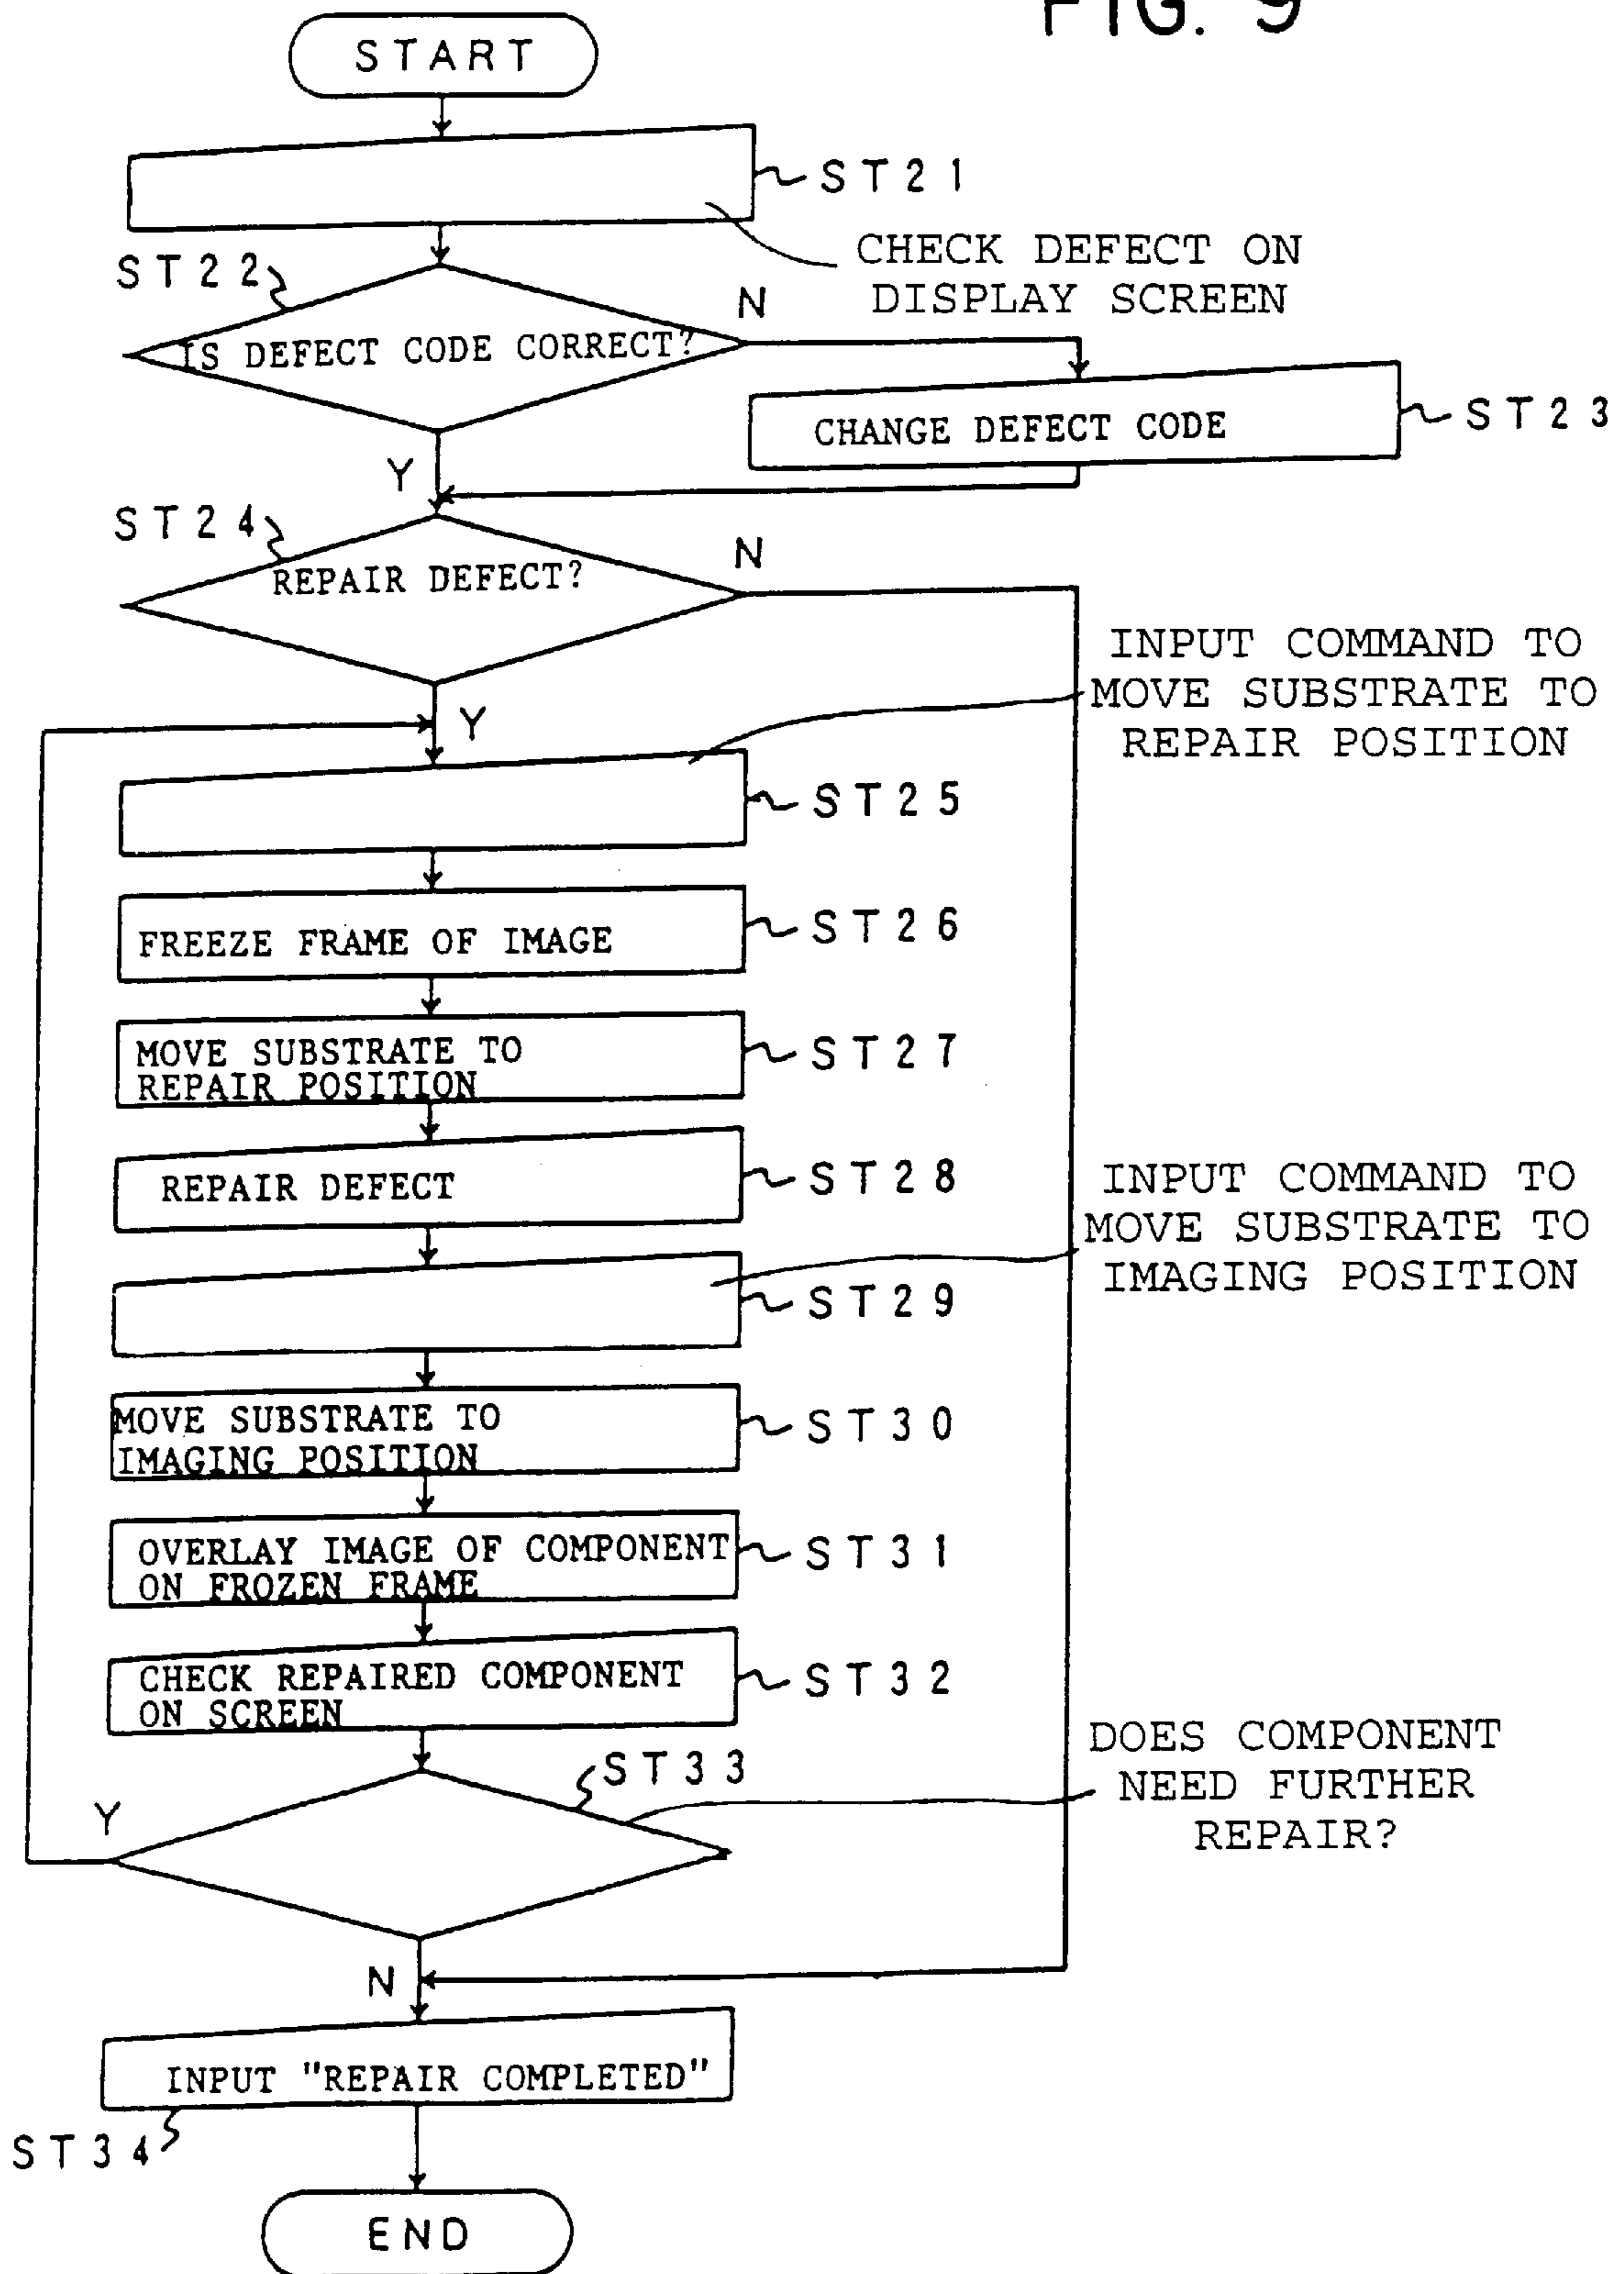 FIG. 9
START
ST21
CHECK DEFECT ON
DISPLAY SCREEN
ST22
IS DEFECT CODE CORRECT?
N
CHANGE DEFECT CODE
ST23
Y
ST24
REPAIR DEFECT?
N
Y
INPUT COMMAND TO
MOVE SUBSTRATE TO
REPAIR POSITION
ST25
FREEZE FRAME OF IMAGE
ST26
MOVE SUBSTRATE TO
REPAIR POSITION
ST27
REPAIR DEFECT
ST28
INPUT COMMAND TO
MOVE SUBSTRATE TO
IMAGING POSITION
ST29
MOVE SUBSTRATE TO
IMAGING POSITION
ST30
OVERLAY IMAGE OF COMPONENT
ON FROZEN FRAME
ST31
CHECK REPAIRED COMPONENT
ON SCREEN
ST32
ST33
DOES COMPONENT
NEED FURTHER
REPAIR?
Y
N
INPUT "REPAIR COMPLETED"
ST34
END